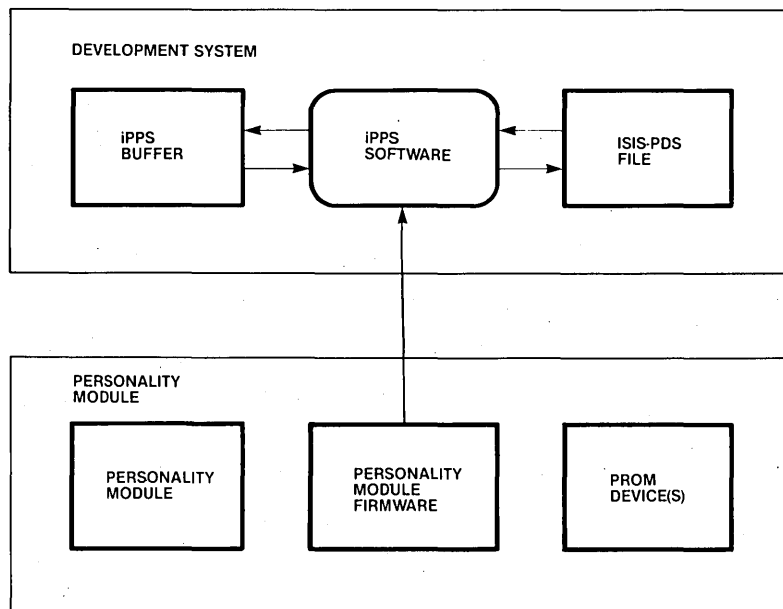 DEVELOPMENT SYSTEM
iPPS
BUFFER
iPPS
SOFTWARE
ISIS-PDS
FILE
PERSONALITY
MODULE
PERSONALITY
MODULE
PERSONALITY
MODULE
FIRMWARE
PROM
DEVICE(S)